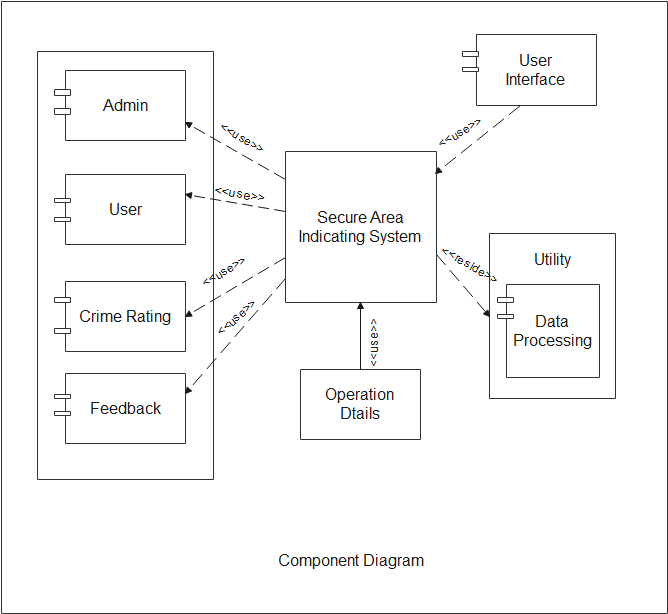 User
Interface
Admin
<<use>>
<<use>>
User
<<use>>
Secure Area
Indicating System
Utility
<<reside>>
<<use>>
Crime Rating
<<use>>
Data
Processing
<<use>>
Feedback
Operation
Dtails
Component Diagram